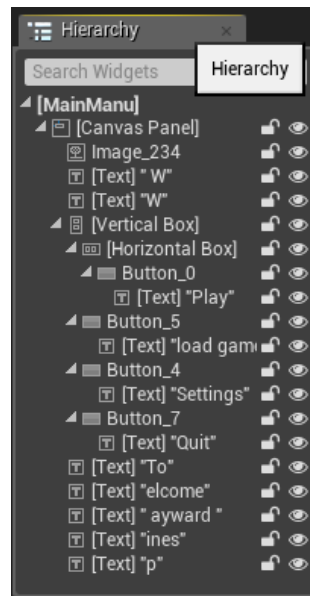 Hierarchy
Search Widgets
Hierarchy
[MainManu]
[Canvas Panel]
Image_234
[Text] " W"
[Text] "W"
[Vertical Box]
[Horizontal Box]
Button_0
[Text] "Play"
Button_5
[Text] "load gam
Button_4
[Text] "Settings"
Button_7
[Text] "Quit"
[Text] "To"
[Text] "elcome"
[Text] " ayward "
[Text] "ines"
[Text] "p"